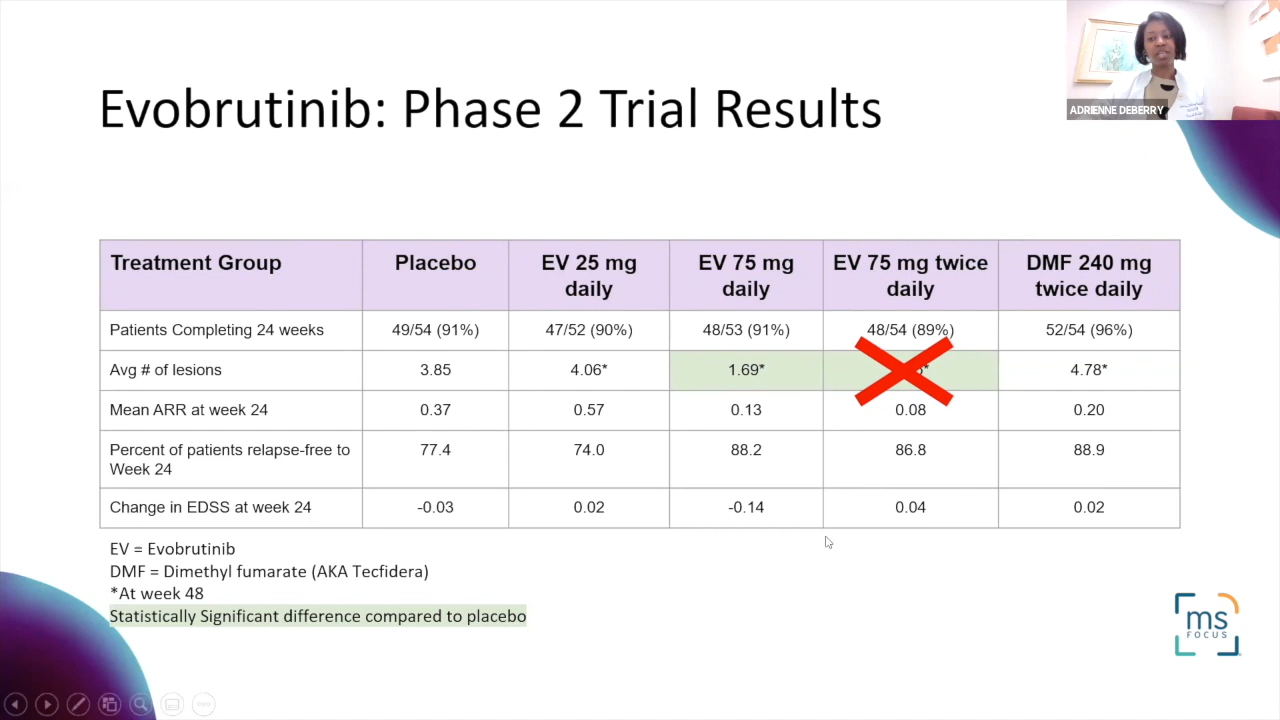 ADRIENNE DEBERRY
Evobrutinib: Phase 2 Trial Results
Treatment Group Placebo EV 25 mg daily EV 75 mg daily EV 75 mg twice daily DMF 240 mg twice daily
Patients Completing 24 weeks 49/54 (91%) 47/52 (90%) 48/53 (91%) 48/54 (89%) 52/54 (96%)
Avg # of lesions 3.85 4.06* 1.69* * 4.78*
Mean ARR at week 24 0.37 0.57 0.13 0.08 0.20
Percent of patients relapse-free to Week 24 77.4 74.0 88.2 86.8 88.9
Change in EDSS at week 24 -0.03 0.02 -0.14 0.04 0.02
EV = Evobrutinib
DMF = Dimethyl fumarate (AKA Tecfidera)
*At week 48
Statistically Significant difference compared to placebo
ms
FOCUS